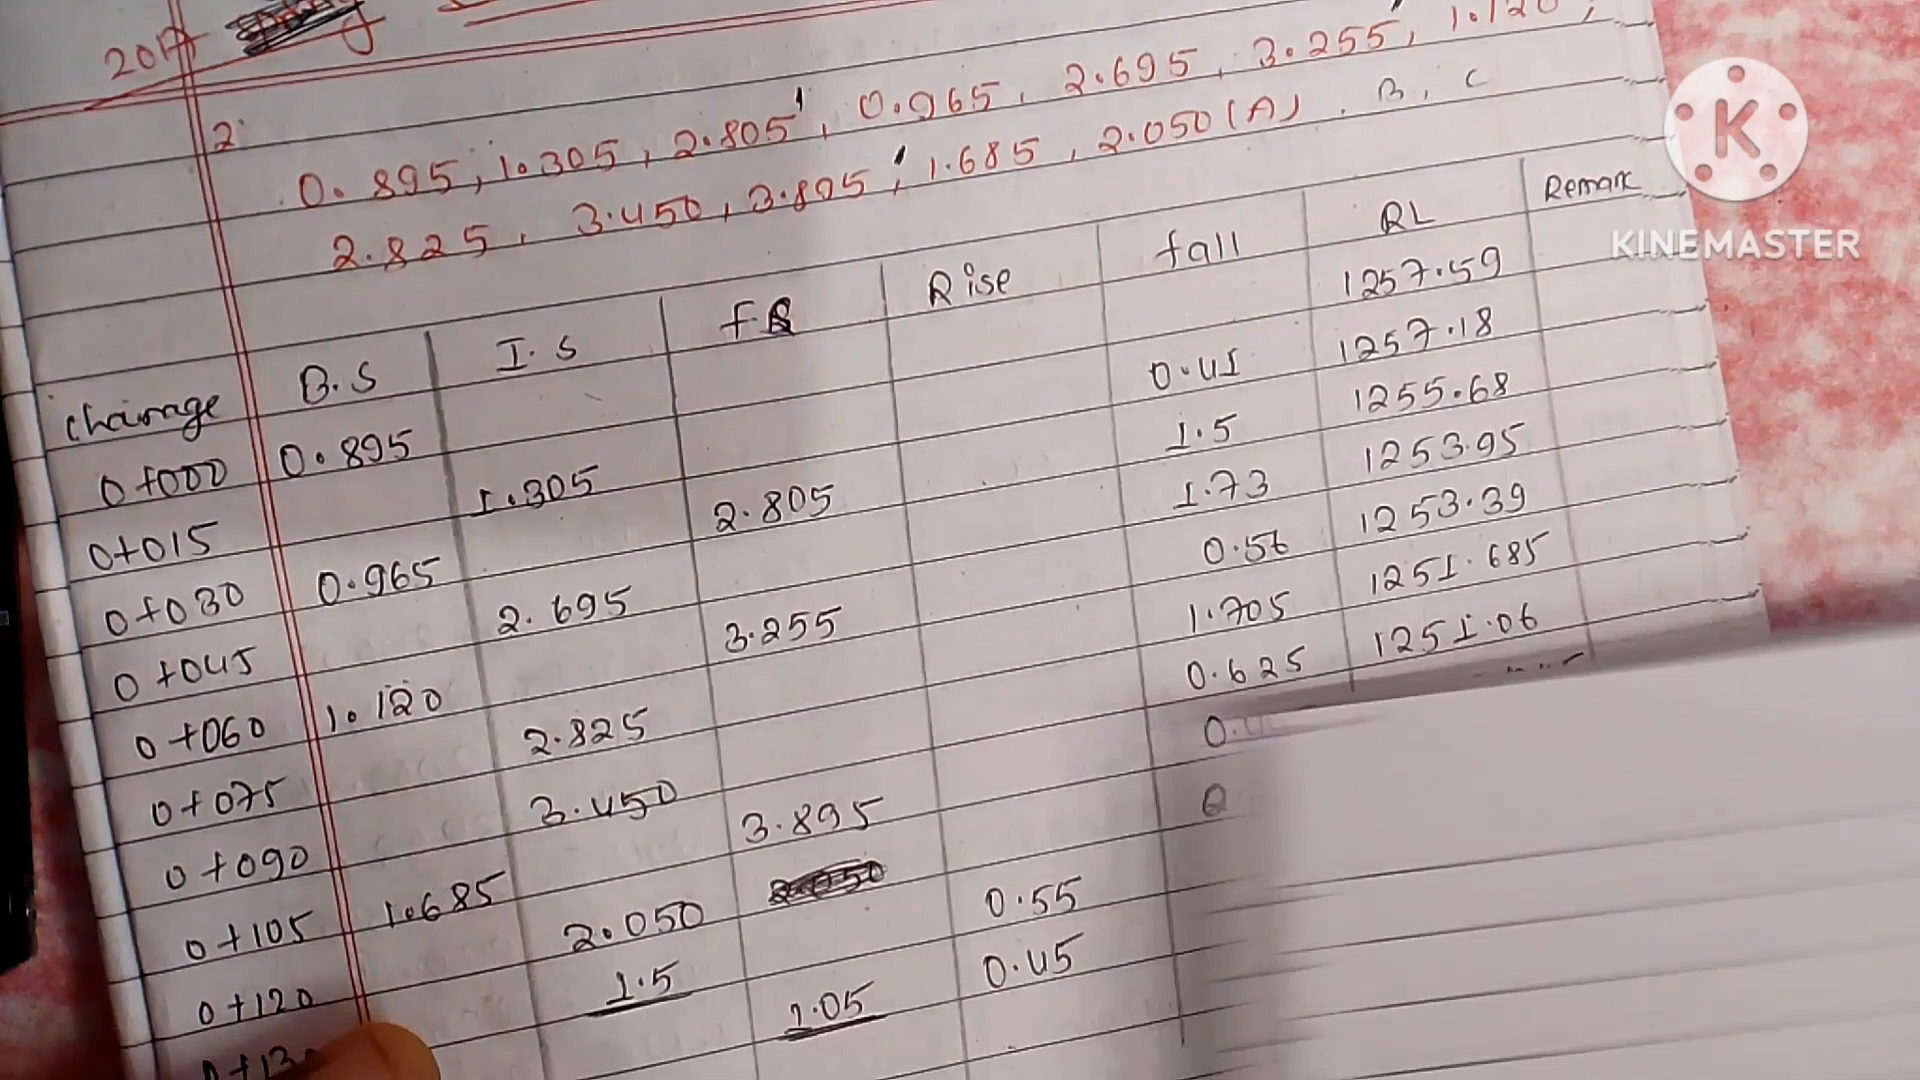 2017
2.
0.895, 1.305, 2.805, 0.965, 2.695, 3.255, 1.120,
2.825, 3.450, 3.895, 1.685, 2.050(A), B, C
Chainage B.S I.S F.S Rise fall RL Remark
0+000 0.895 1257.59
0+015 1.305 0.41 1257.18
0+030 0.965 2.805 1.5 1255.68
0+045 2.695 1.73 1253.95
0+060 1.120 3.255 0.56 1253.39
0+075 2.825 1.705 1251.685
0+090 3.450 0.625 1251.06
0+105 1.685 3.895 0.
0+120 2.050 0
1.5 0.55
1.05 0.45
K
KINEMASTER